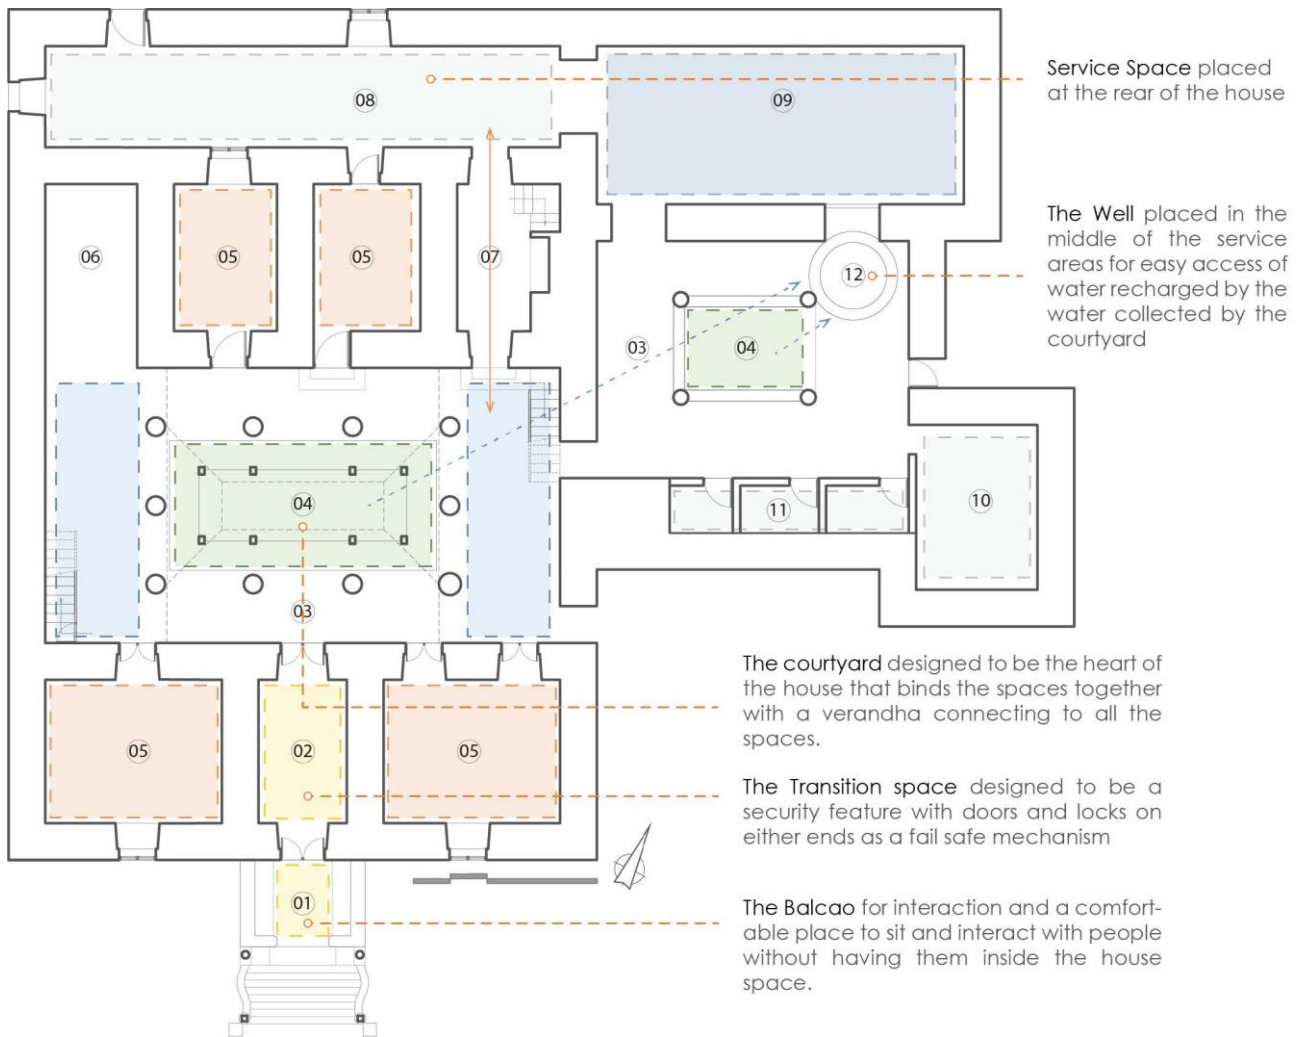 08
09
Service Space placed
at the rear of the house
06
05
05
07
12
The Well placed in the
middle of the service
areas for easy access of
water recharged by the
water collected by the
courtyard
03
04
04
03
11
10
The courtyard designed to be the heart of
the house that binds the spaces together
with a verandha connecting to all the
spaces.
05
02
05
The Transition space designed to be a
security feature with doors and locks on
either ends as a fail safe mechanism
01
The Balcao for interaction and a comfort-
able place to sit and interact with people
without having them inside the house
space.